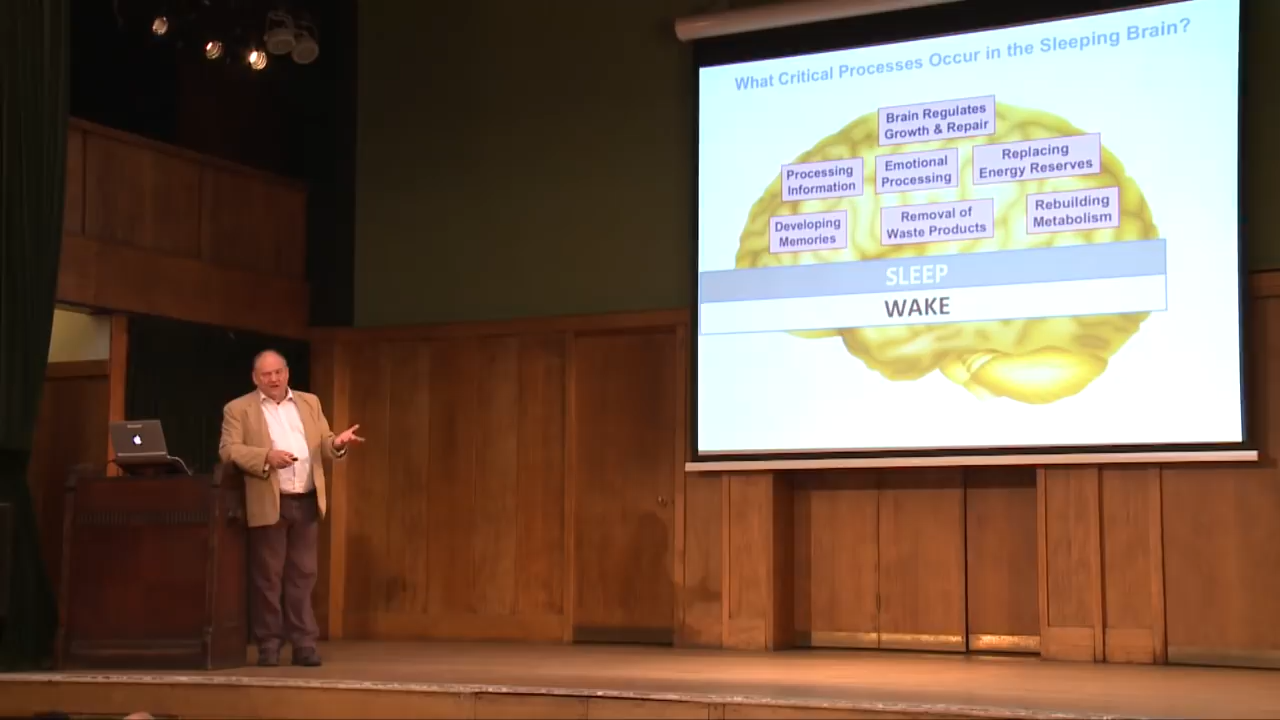 What Critical Processes Occur in the Sleeping Brain?
Brain Regulates
Growth & Repair
Processing
Information
Emotional
Processing
Replacing
Energy Reserves
Developing
Memories
Removal of
Waste Products
Rebuilding
Metabolism
SLEEP
WAKE